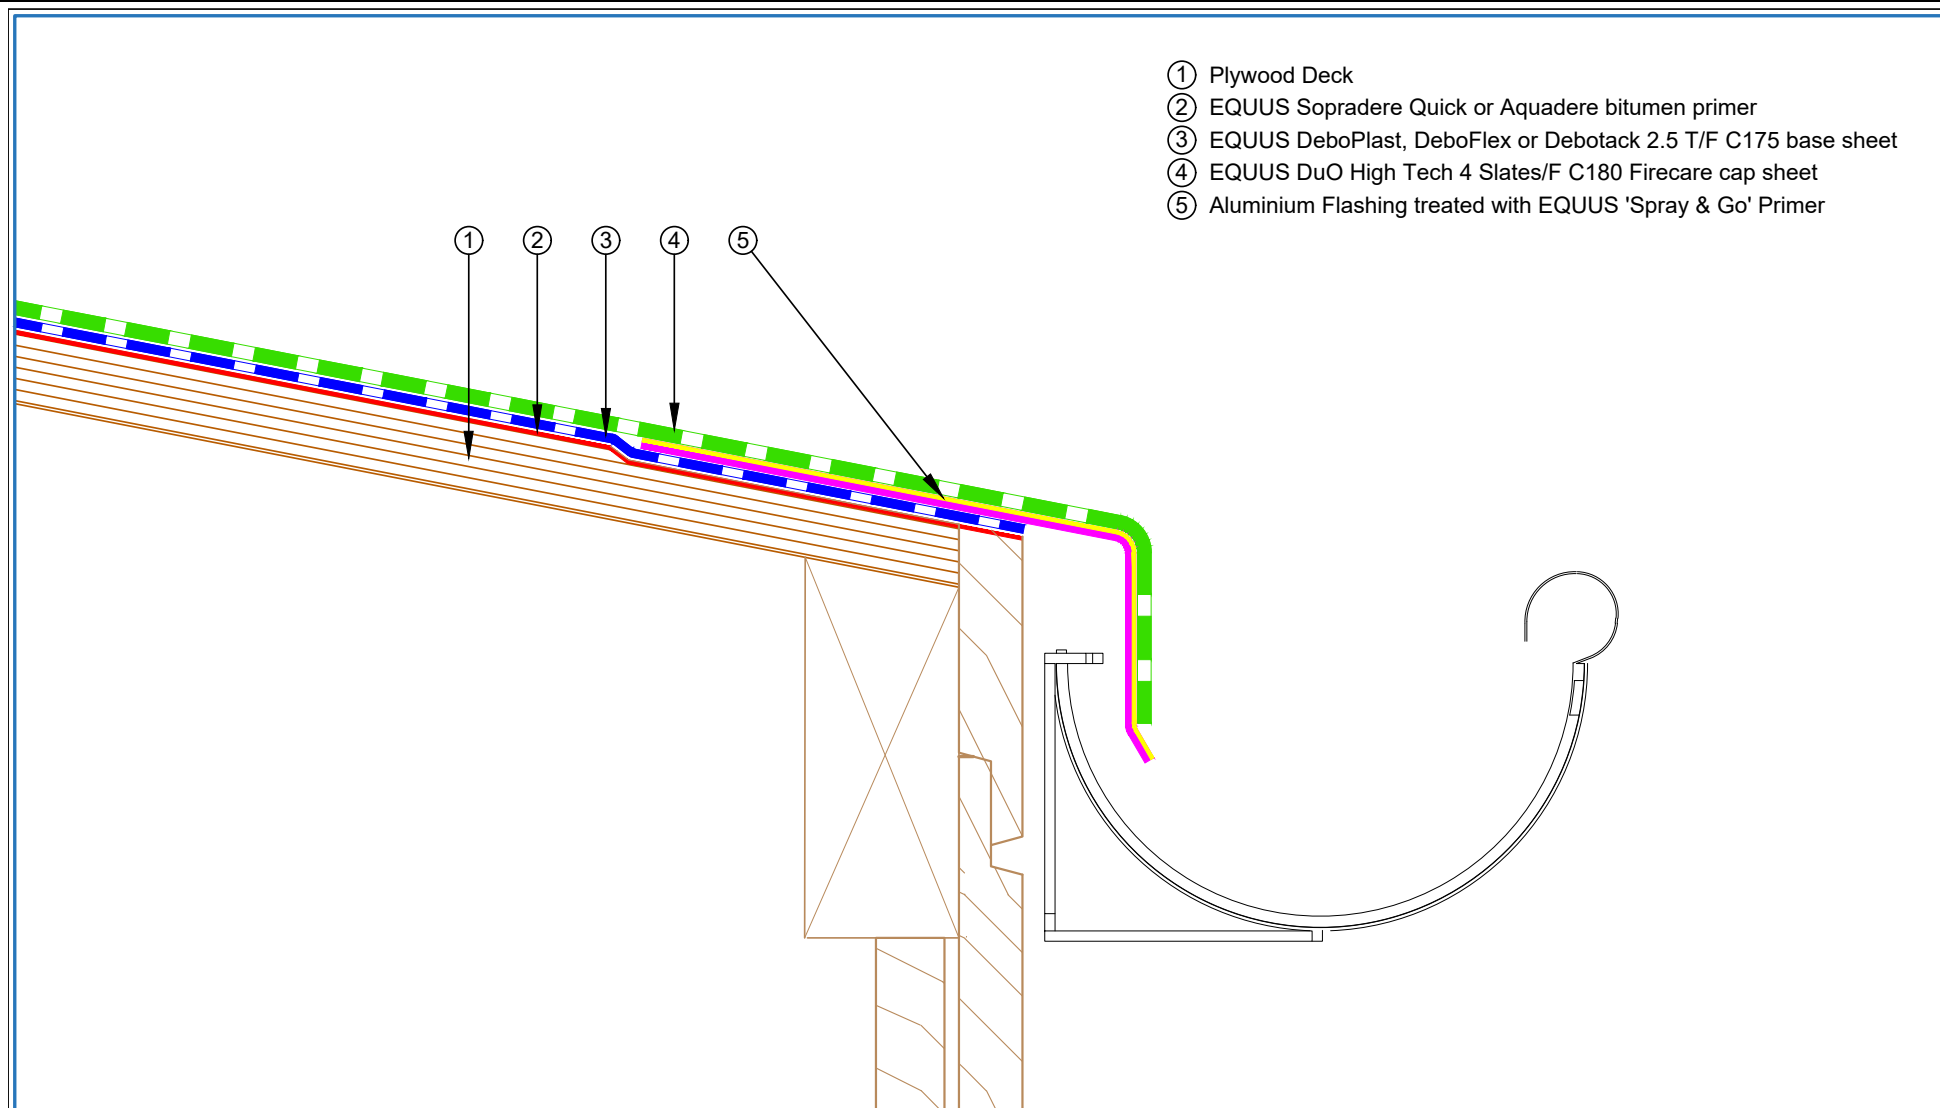 ① Plywood Deck
② EQUUS Sopradere Quick or Aquadere bitumen primer
③ EQUUS DeboPlast, DeboFlex or Debotack 2.5 T/F C175 base sheet
④ EQUUS DuO High Tech 4 Slates/F C180 Firecare cap sheet
⑤ Aluminium Flashing treated with EQUUS 'Spray & Go' Primer
① ② ③ ④ ⑤